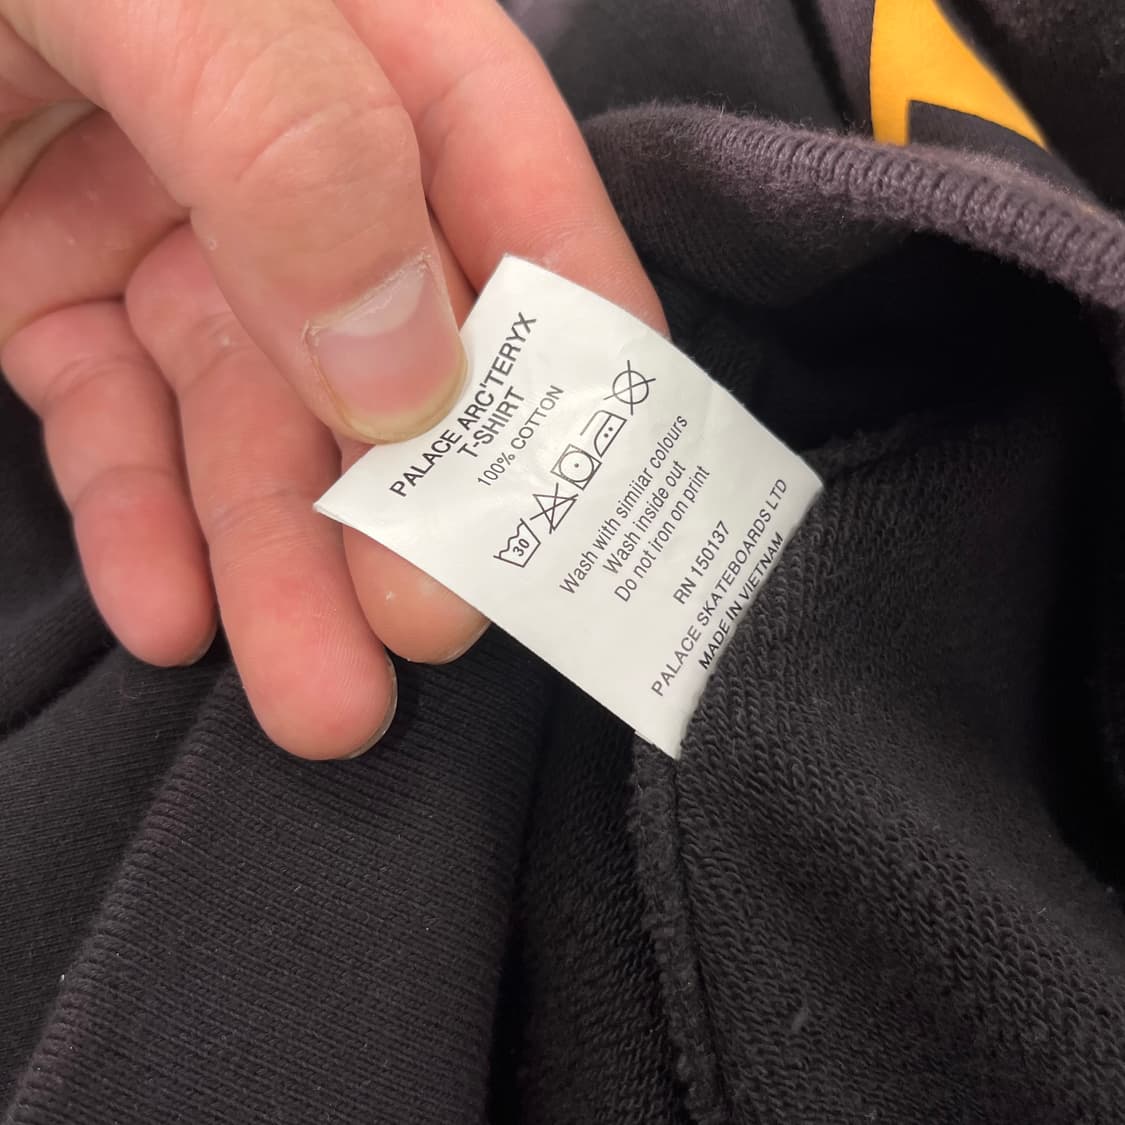 PALACE ARC'TERYX
T-SHIRT
100% COTTON
30
Wash with similar colours
Wash inside out
Do not iron on print
RN 150137
PALACE SKATEBOARDS LTD
MADE IN VIETNAM